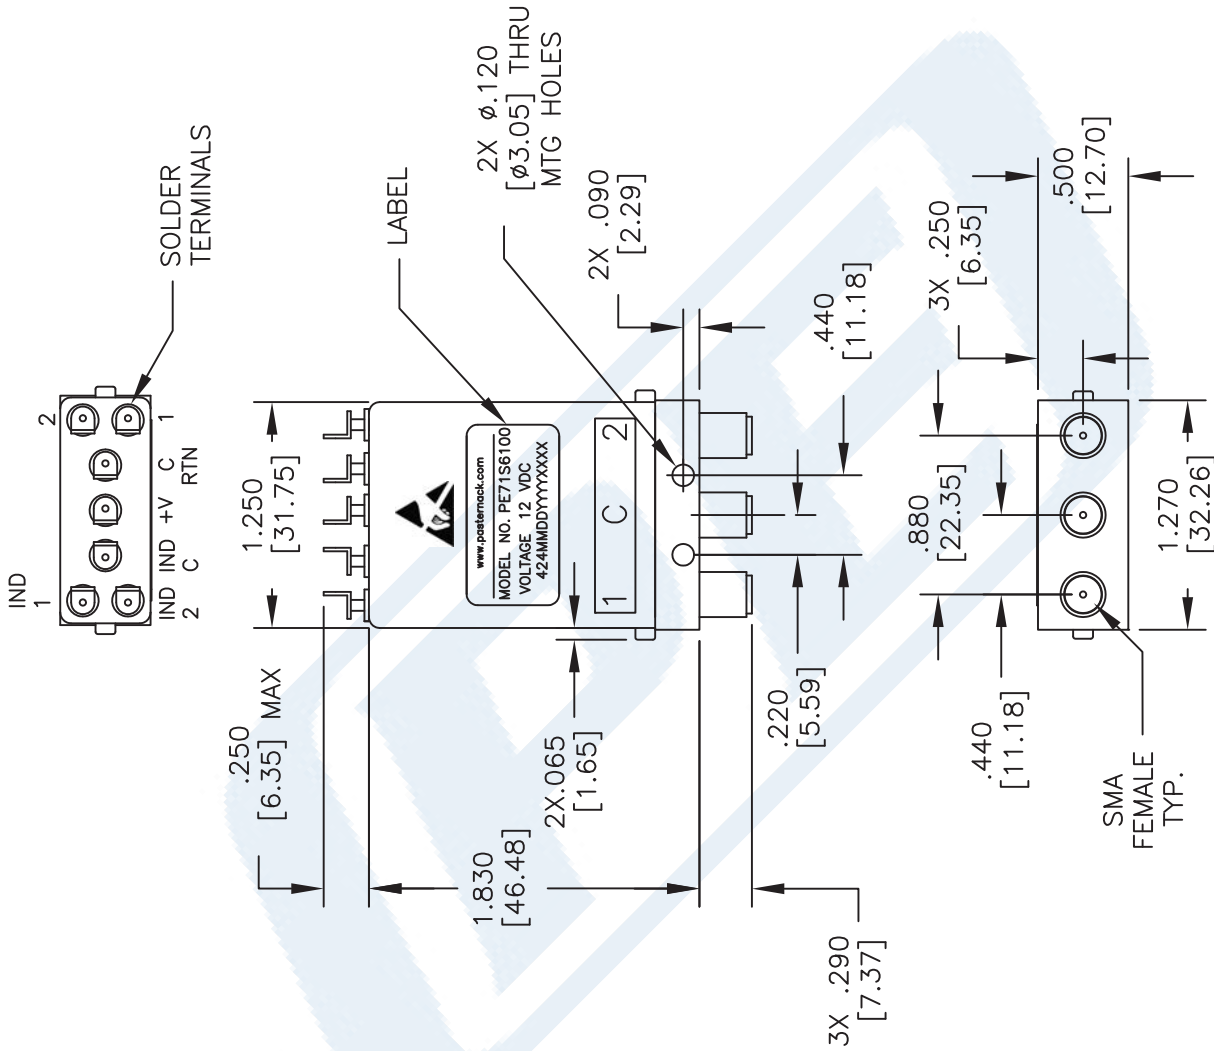 2X ø.120
[ø3.05] THRU
MTG HOLES
SOLDER
TERMINALS
LABEL
2X .090
[2.29]
.440
[11.18]
3X .250
[6.35]
.500
[12.70]
2
1
C
RTN
+V
IND
C
IND
2
IND
1
1.250
[31.75]
www.pasternack.com
MODEL NO. PE71S6100
VOLTAGE 12 VDC
424MMDDYYYYXXXX
1 C 2
.880
[22.35]
1.270
[32.26]
.250
[6.35] MAX
2X.065
[1.65]
.220
[5.59]
.440
[11.18]
SMA
FEMALE
TYP.
1.830
[46.48]
3X .290
[7.37]